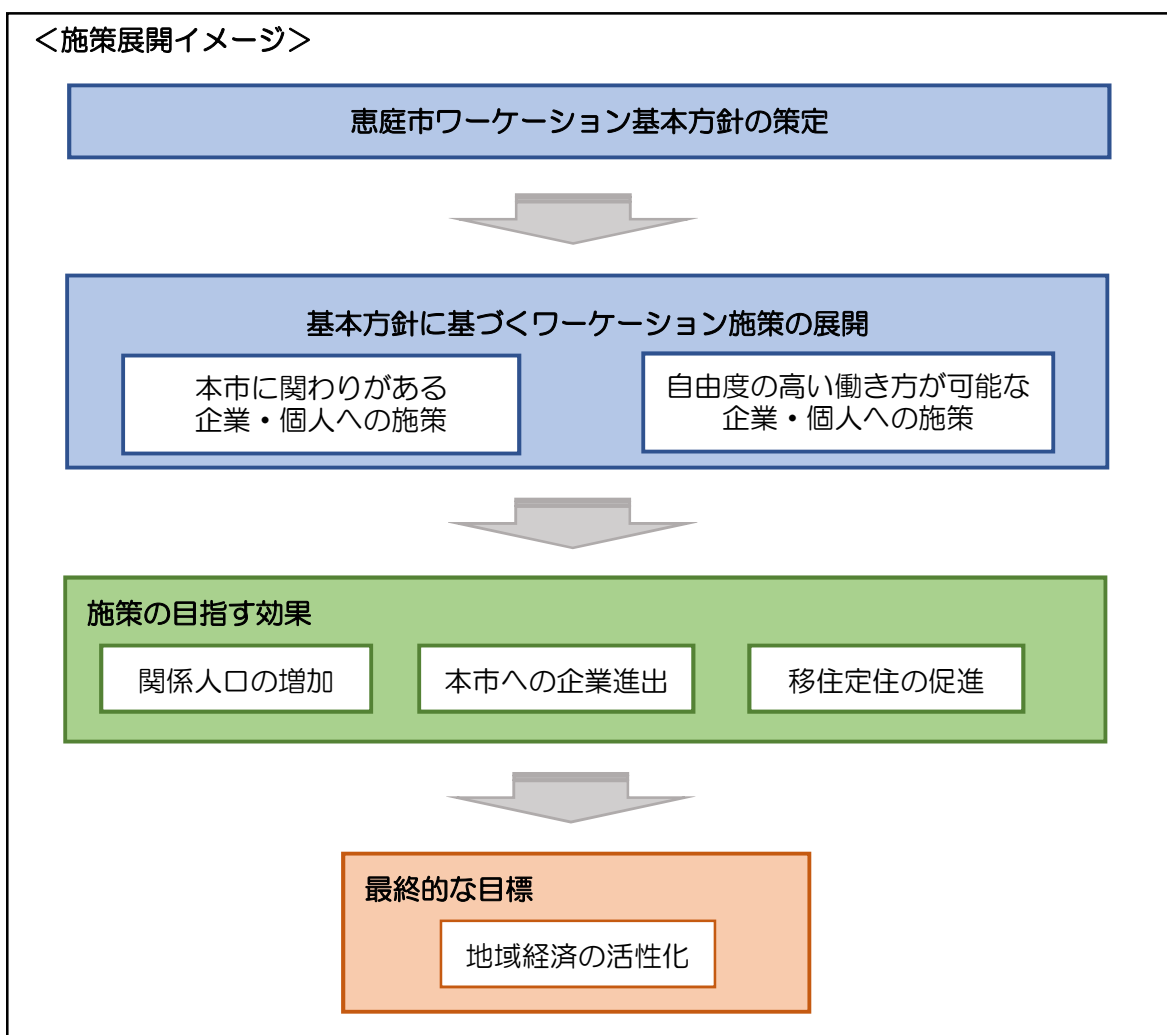 ＜施策展開イメージ＞
恵庭市ワーケーション基本方針の策定
基本方針に基づくワーケーション施策の展開
本市に関わりがある
企業・個人への施策
自由度の高い働き方が可能な
企業・個人への施策
施策の目指す効果
関係人口の増加
本市への企業進出
移住定住の促進
最終的な目標
地域経済の活性化